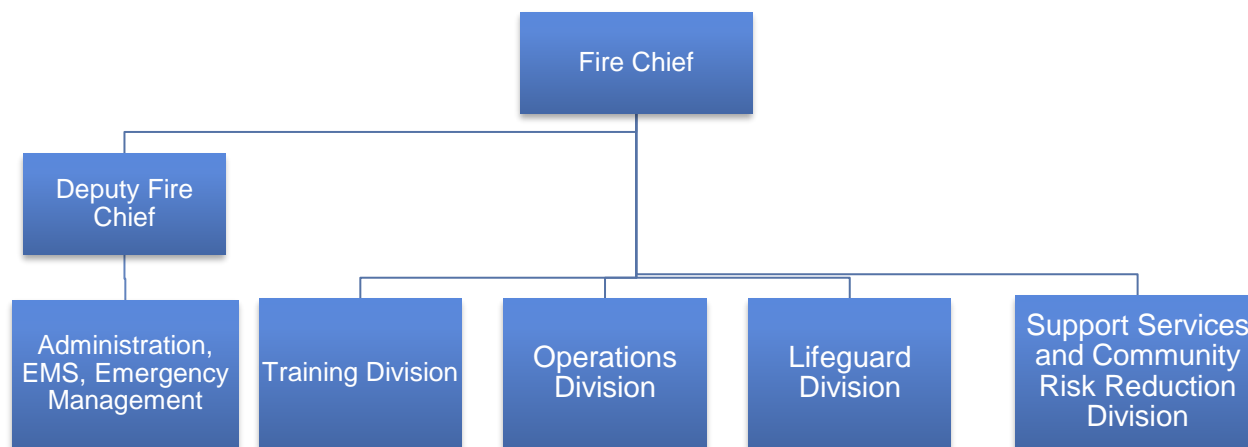 Fire Chief
Deputy Fire
Chief
Administration,
EMS, Emergency
Management
Training Division
Operations
Division
Lifeguard
Division
Support Services
and Community
Risk Reduction
Division